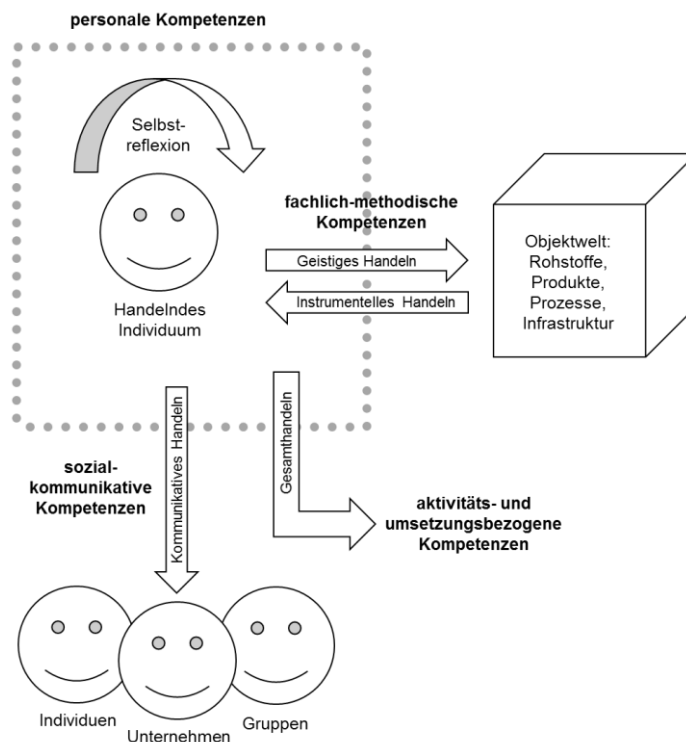 personale Kompetenzen
Selbst-
reflexion
Handelndes
Individuum
fachlich-methodische
Kompetenzen
Geistiges Handeln
Instrumentelles Handeln
Objektwelt:
Rohstoffe,
Produkte,
Prozesse,
Infrastruktur
sozial-
kommunikative
Kompetenzen
Kommunikatives Handeln
Gesamthandeln
aktivitäts- und
umsetzungsbezogene
Kompetenzen
Individuen
Unternehmen
Gruppen